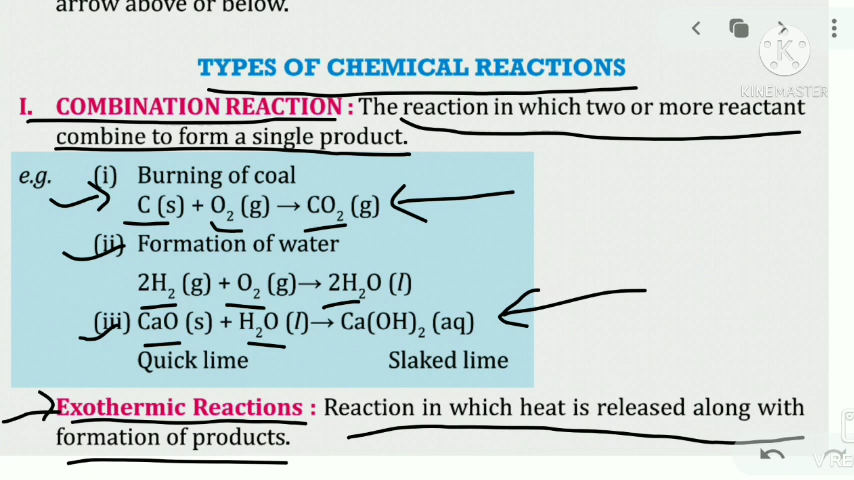 arrow above or below.
KINEMASTER
TYPES OF CHEMICAL REACTIONS
I. COMBINATION REACTION : The reaction in which two or more reactant
combine to form a single product.
e.g. (i) Burning of coal
C (s) + O₂ (g) → CO₂ (g)
(ii) Formation of water
2H₂ (g) + O₂ (g)→ 2H₂O (l)
(iii) CaO (s) + H₂O (l)→ Ca(OH)₂ (aq)
Quick lime Slaked lime
Exothermic Reactions : Reaction in which heat is released along with
formation of products.